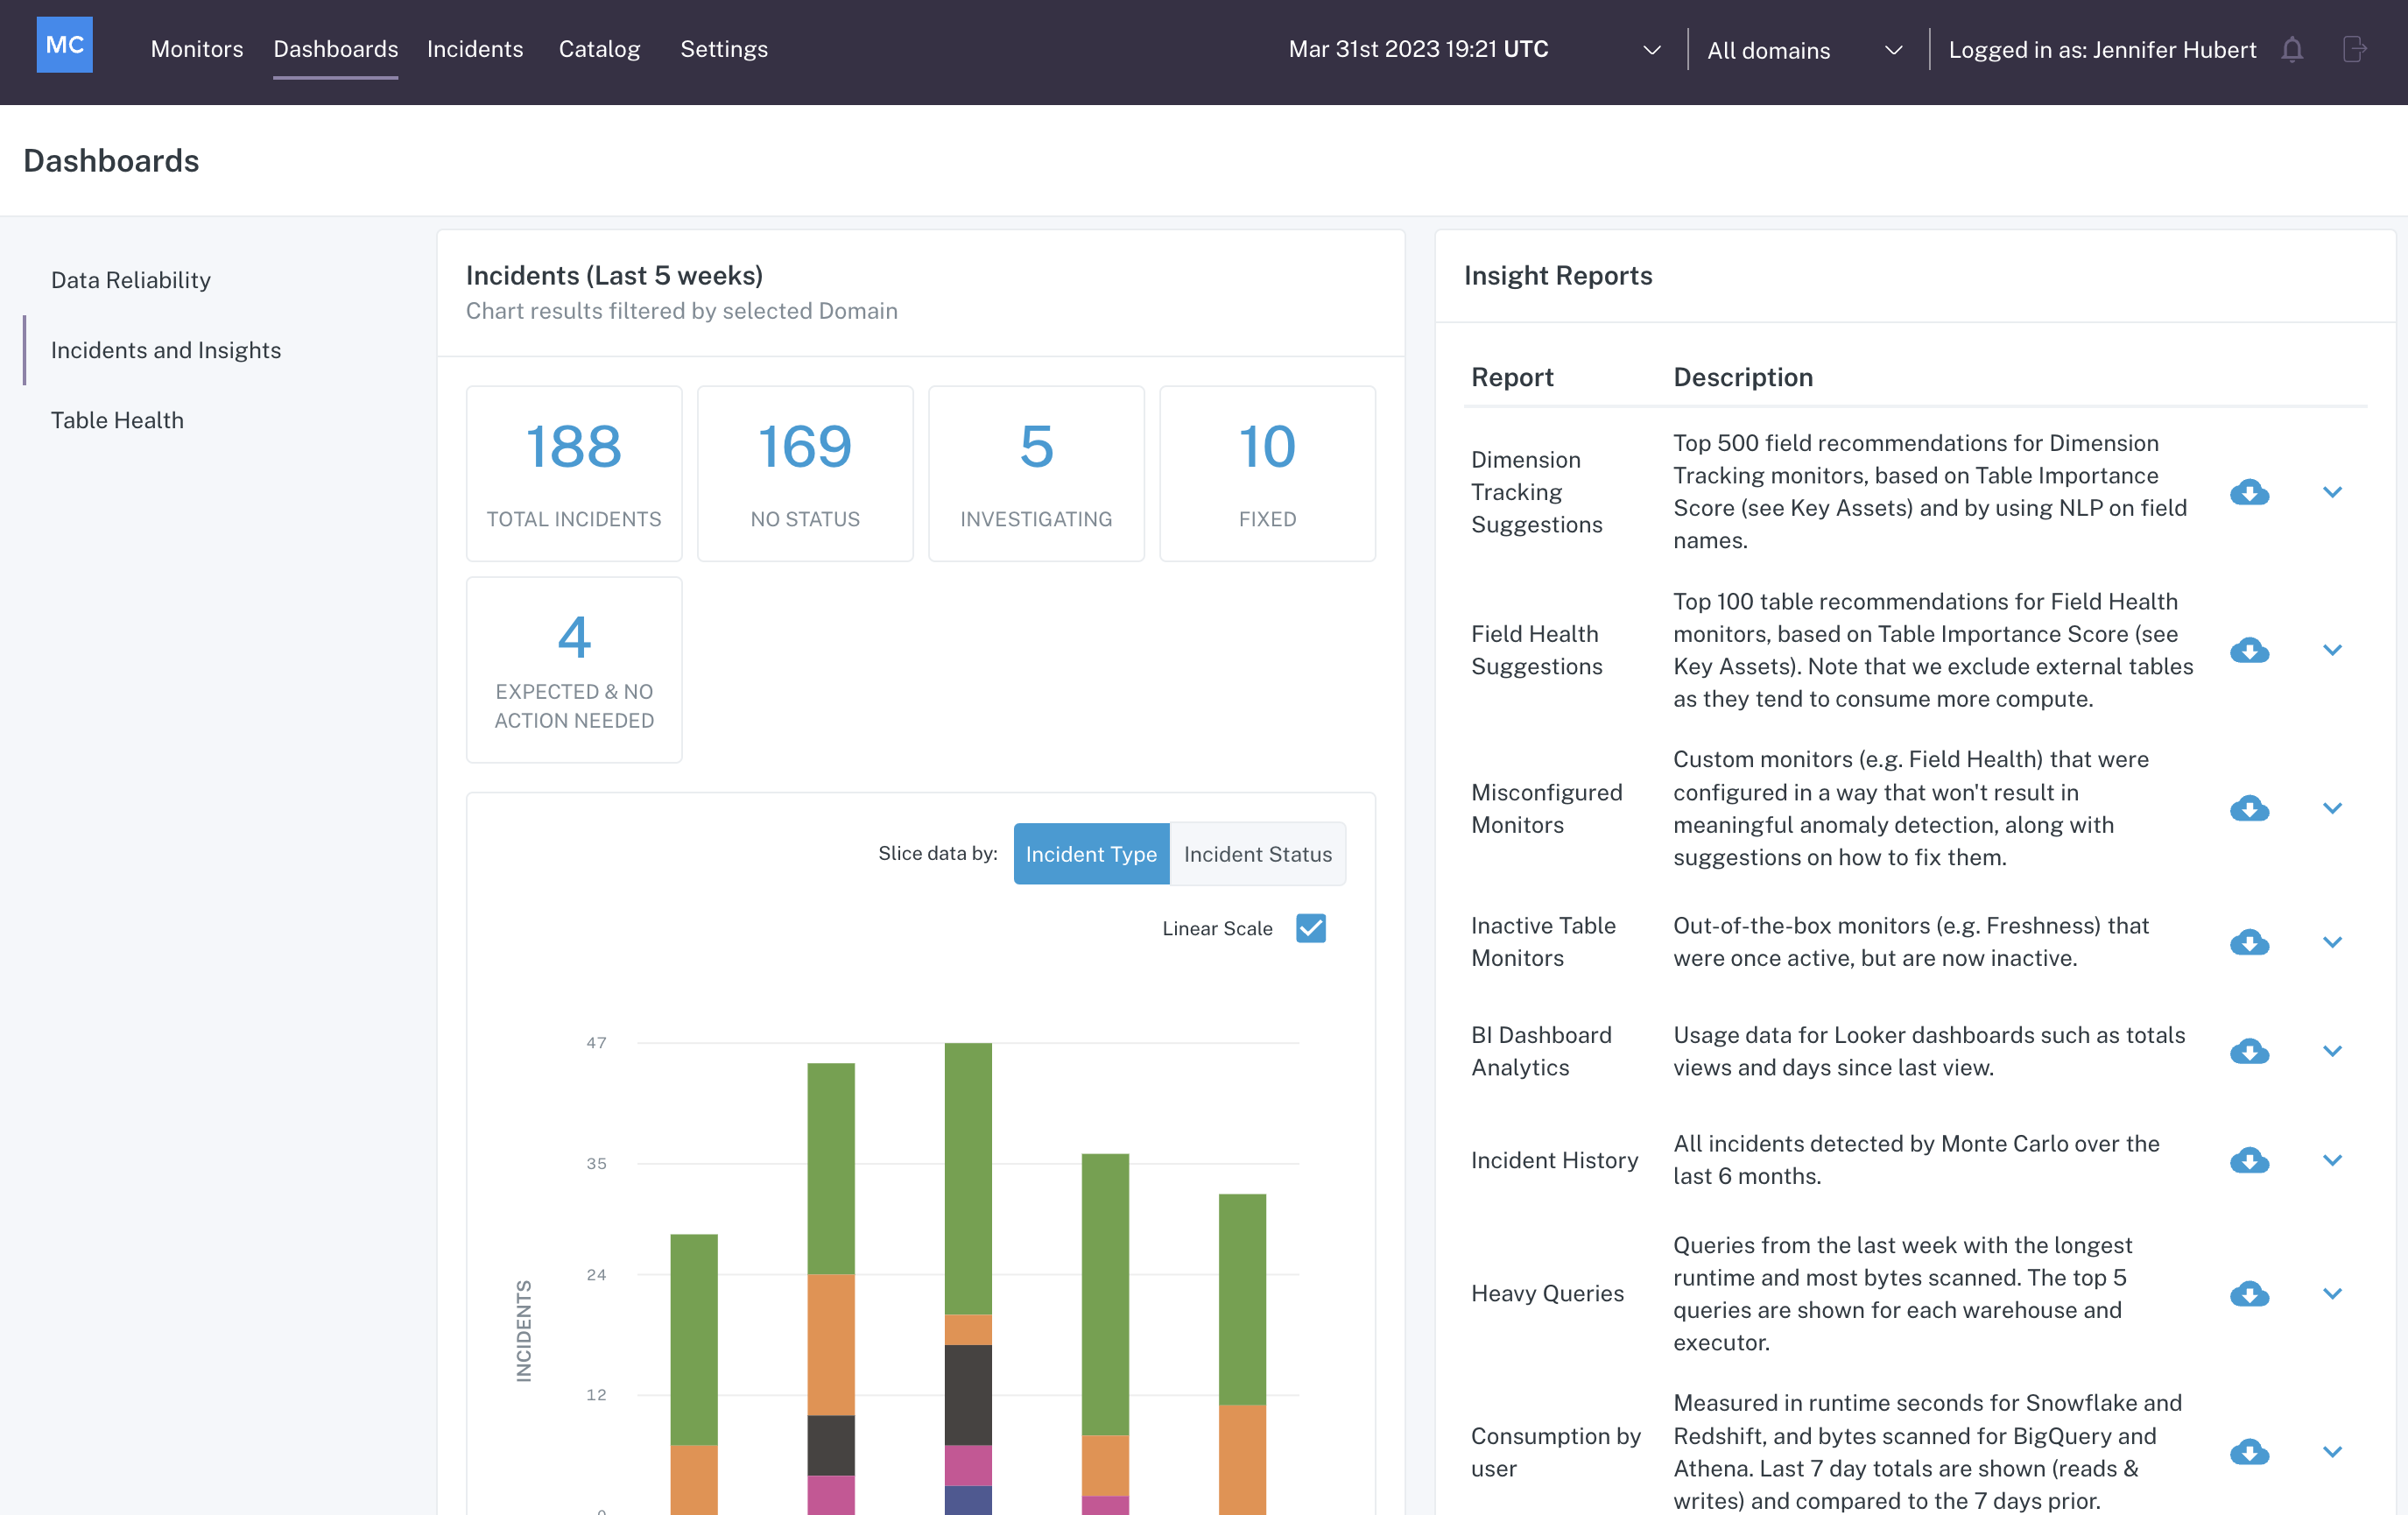 MC
Monitors
Dashboards
Incidents
Catalog
Settings
Mar 31st 2023 19:21 UTC
All domains
Logged in as: Jennifer Hubert
Dashboards
Data Reliability
Incidents and Insights
Table Health
Incidents (Last 5 weeks)
Chart results filtered by selected Domain
188
TOTAL INCIDENTS
169
NO STATUS
5
INVESTIGATING
10
FIXED
4
EXPECTED & NO
ACTION NEEDED
Slice data by:
Incident Type
Incident Status
Linear Scale
47
35
24
12
INCIDENTS
Insight Reports
Report
Description
Dimension
Tracking
Suggestions
Top 500 field recommendations for Dimension
Tracking monitors, based on Table Importance
Score (see Key Assets) and by using NLP on field
names.
Field Health
Suggestions
Top 100 table recommendations for Field Health
monitors, based on Table Importance Score (see
Key Assets). Note that we exclude external tables
as they tend to consume more compute.
Misconfigured
Monitors
Custom monitors (e.g. Field Health) that were
configured in a way that won't result in
meaningful anomaly detection, along with
suggestions on how to fix them.
Inactive Table
Monitors
Out-of-the-box monitors (e.g. Freshness) that
were once active, but are now inactive.
BI Dashboard
Analytics
Usage data for Looker dashboards such as totals
views and days since last view.
Incident History
All incidents detected by Monte Carlo over the
last 6 months.
Heavy Queries
Queries from the last week with the longest
runtime and most bytes scanned. The top 5
queries are shown for each warehouse and
executor.
Consumption by
user
Measured in runtime seconds for Snowflake and
Redshift, and bytes scanned for BigQuery and
Athena. Last 7 day totals are shown (reads &
writes) and compared to the 7 days prior.